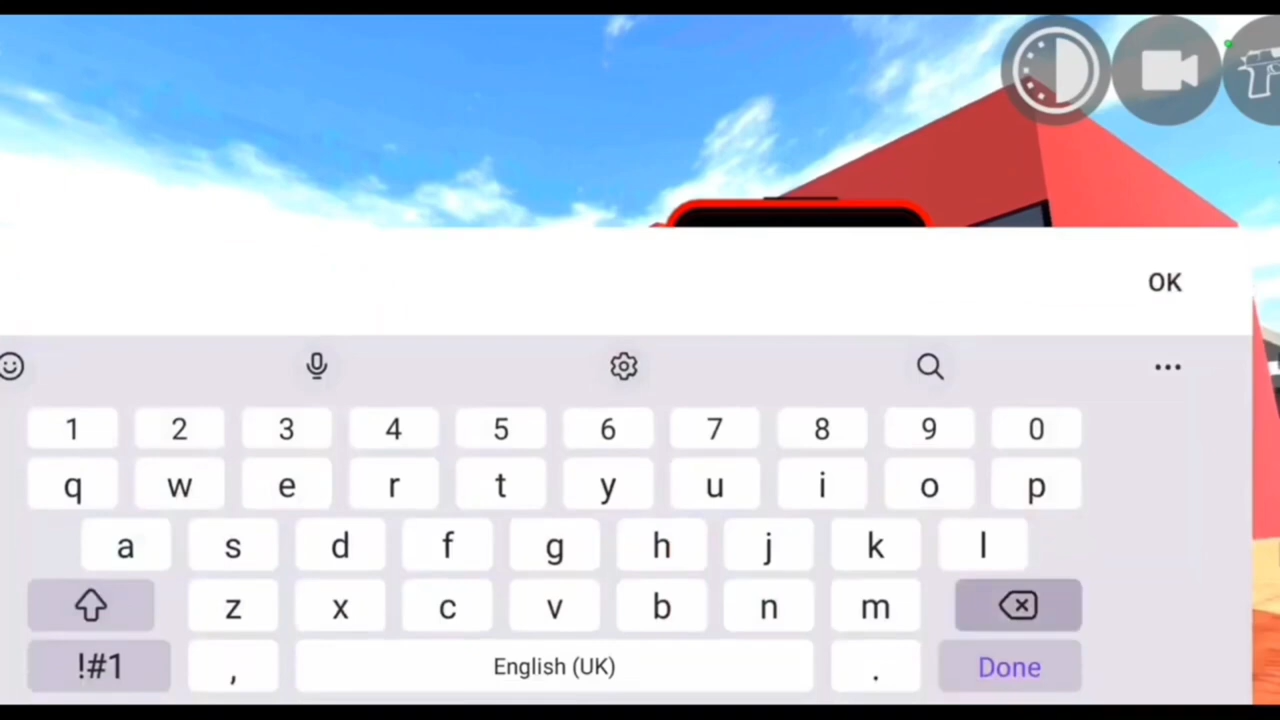 OK
1 2 3 4 5 6 7 8 9 0
q w e r t y u i o p
a s d f g h j k l
z x c v b n m
!#1 , English (UK) . Done